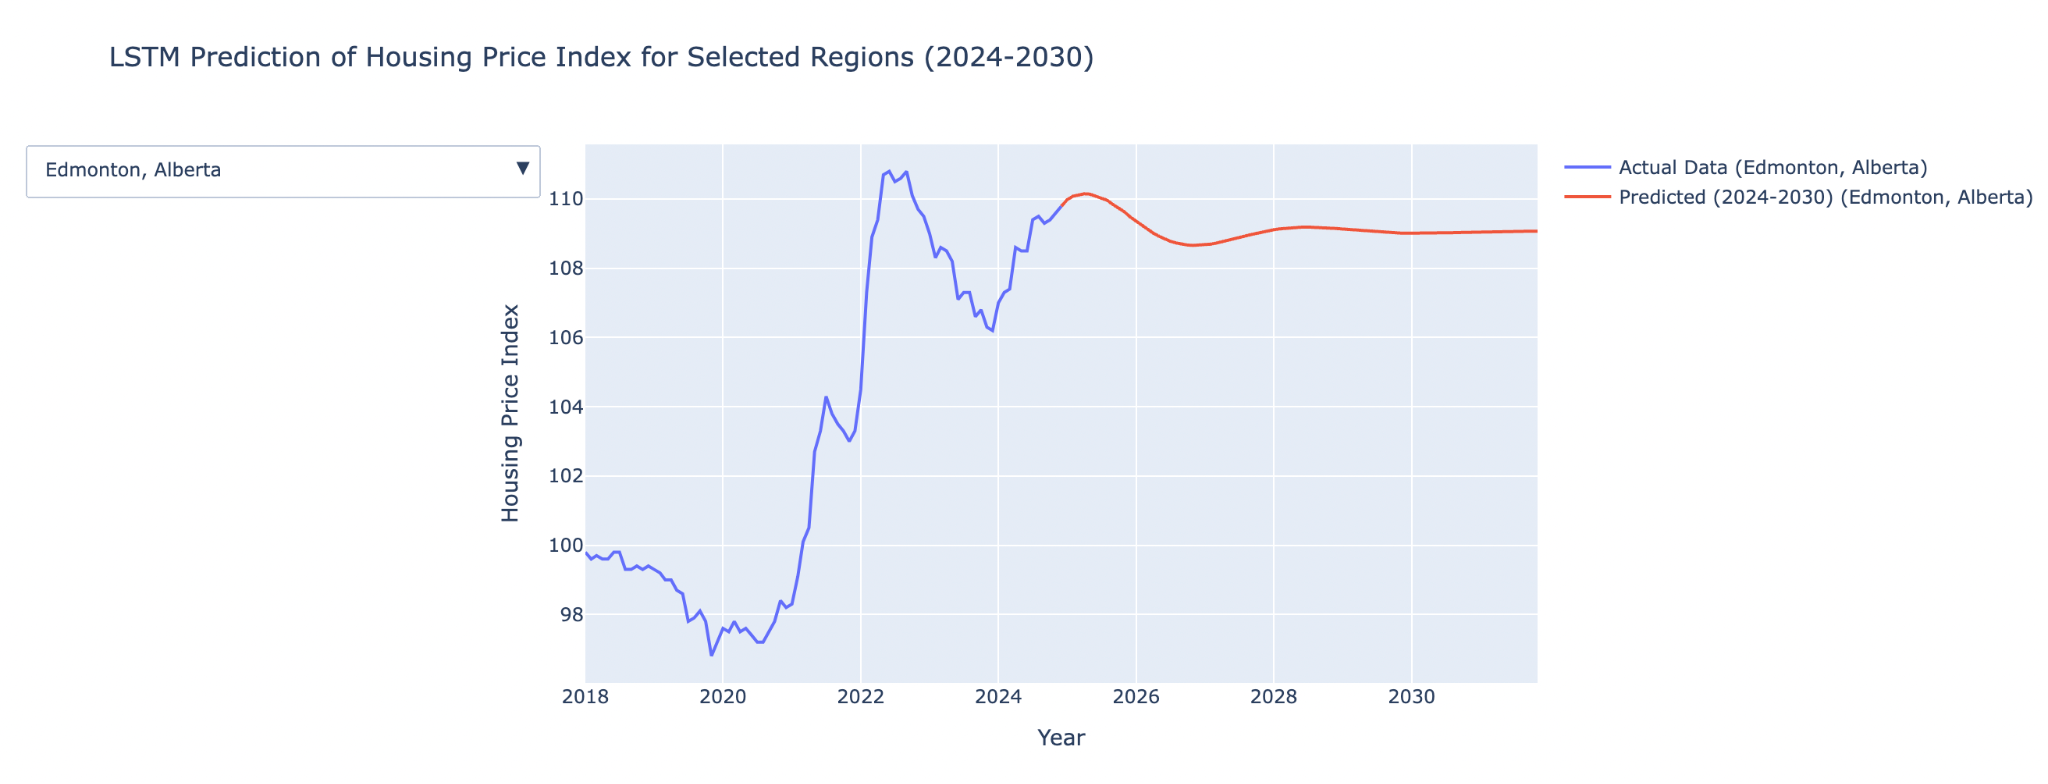 LSTM Prediction of Housing Price Index for Selected Regions (2024-2030)
Edmonton, Alberta ▼
Actual Data (Edmonton, Alberta)
Predicted (2024-2030) (Edmonton, Alberta)
Housing Price Index
110
108
106
104
102
100
98
2018 2020 2022 2024 2026 2028 2030
Year